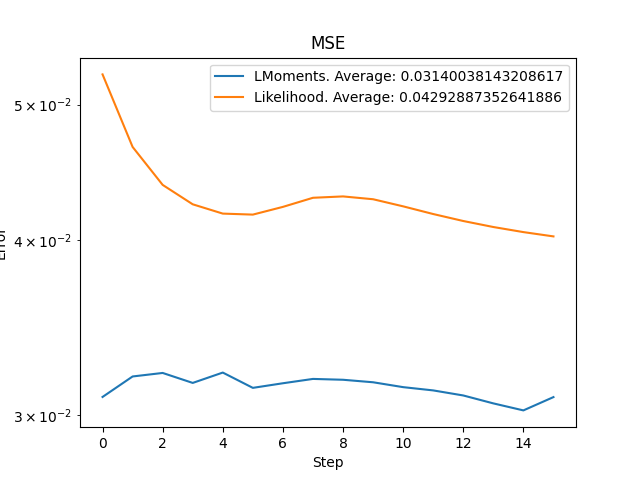 MSE
LMoments. Average: 0.03140038143208617
Likelihood. Average: 0.04292887352641886
5 × 10⁻²
4 × 10⁻²
3 × 10⁻²
Error
0 2 4 6 8 10 12 14
Step